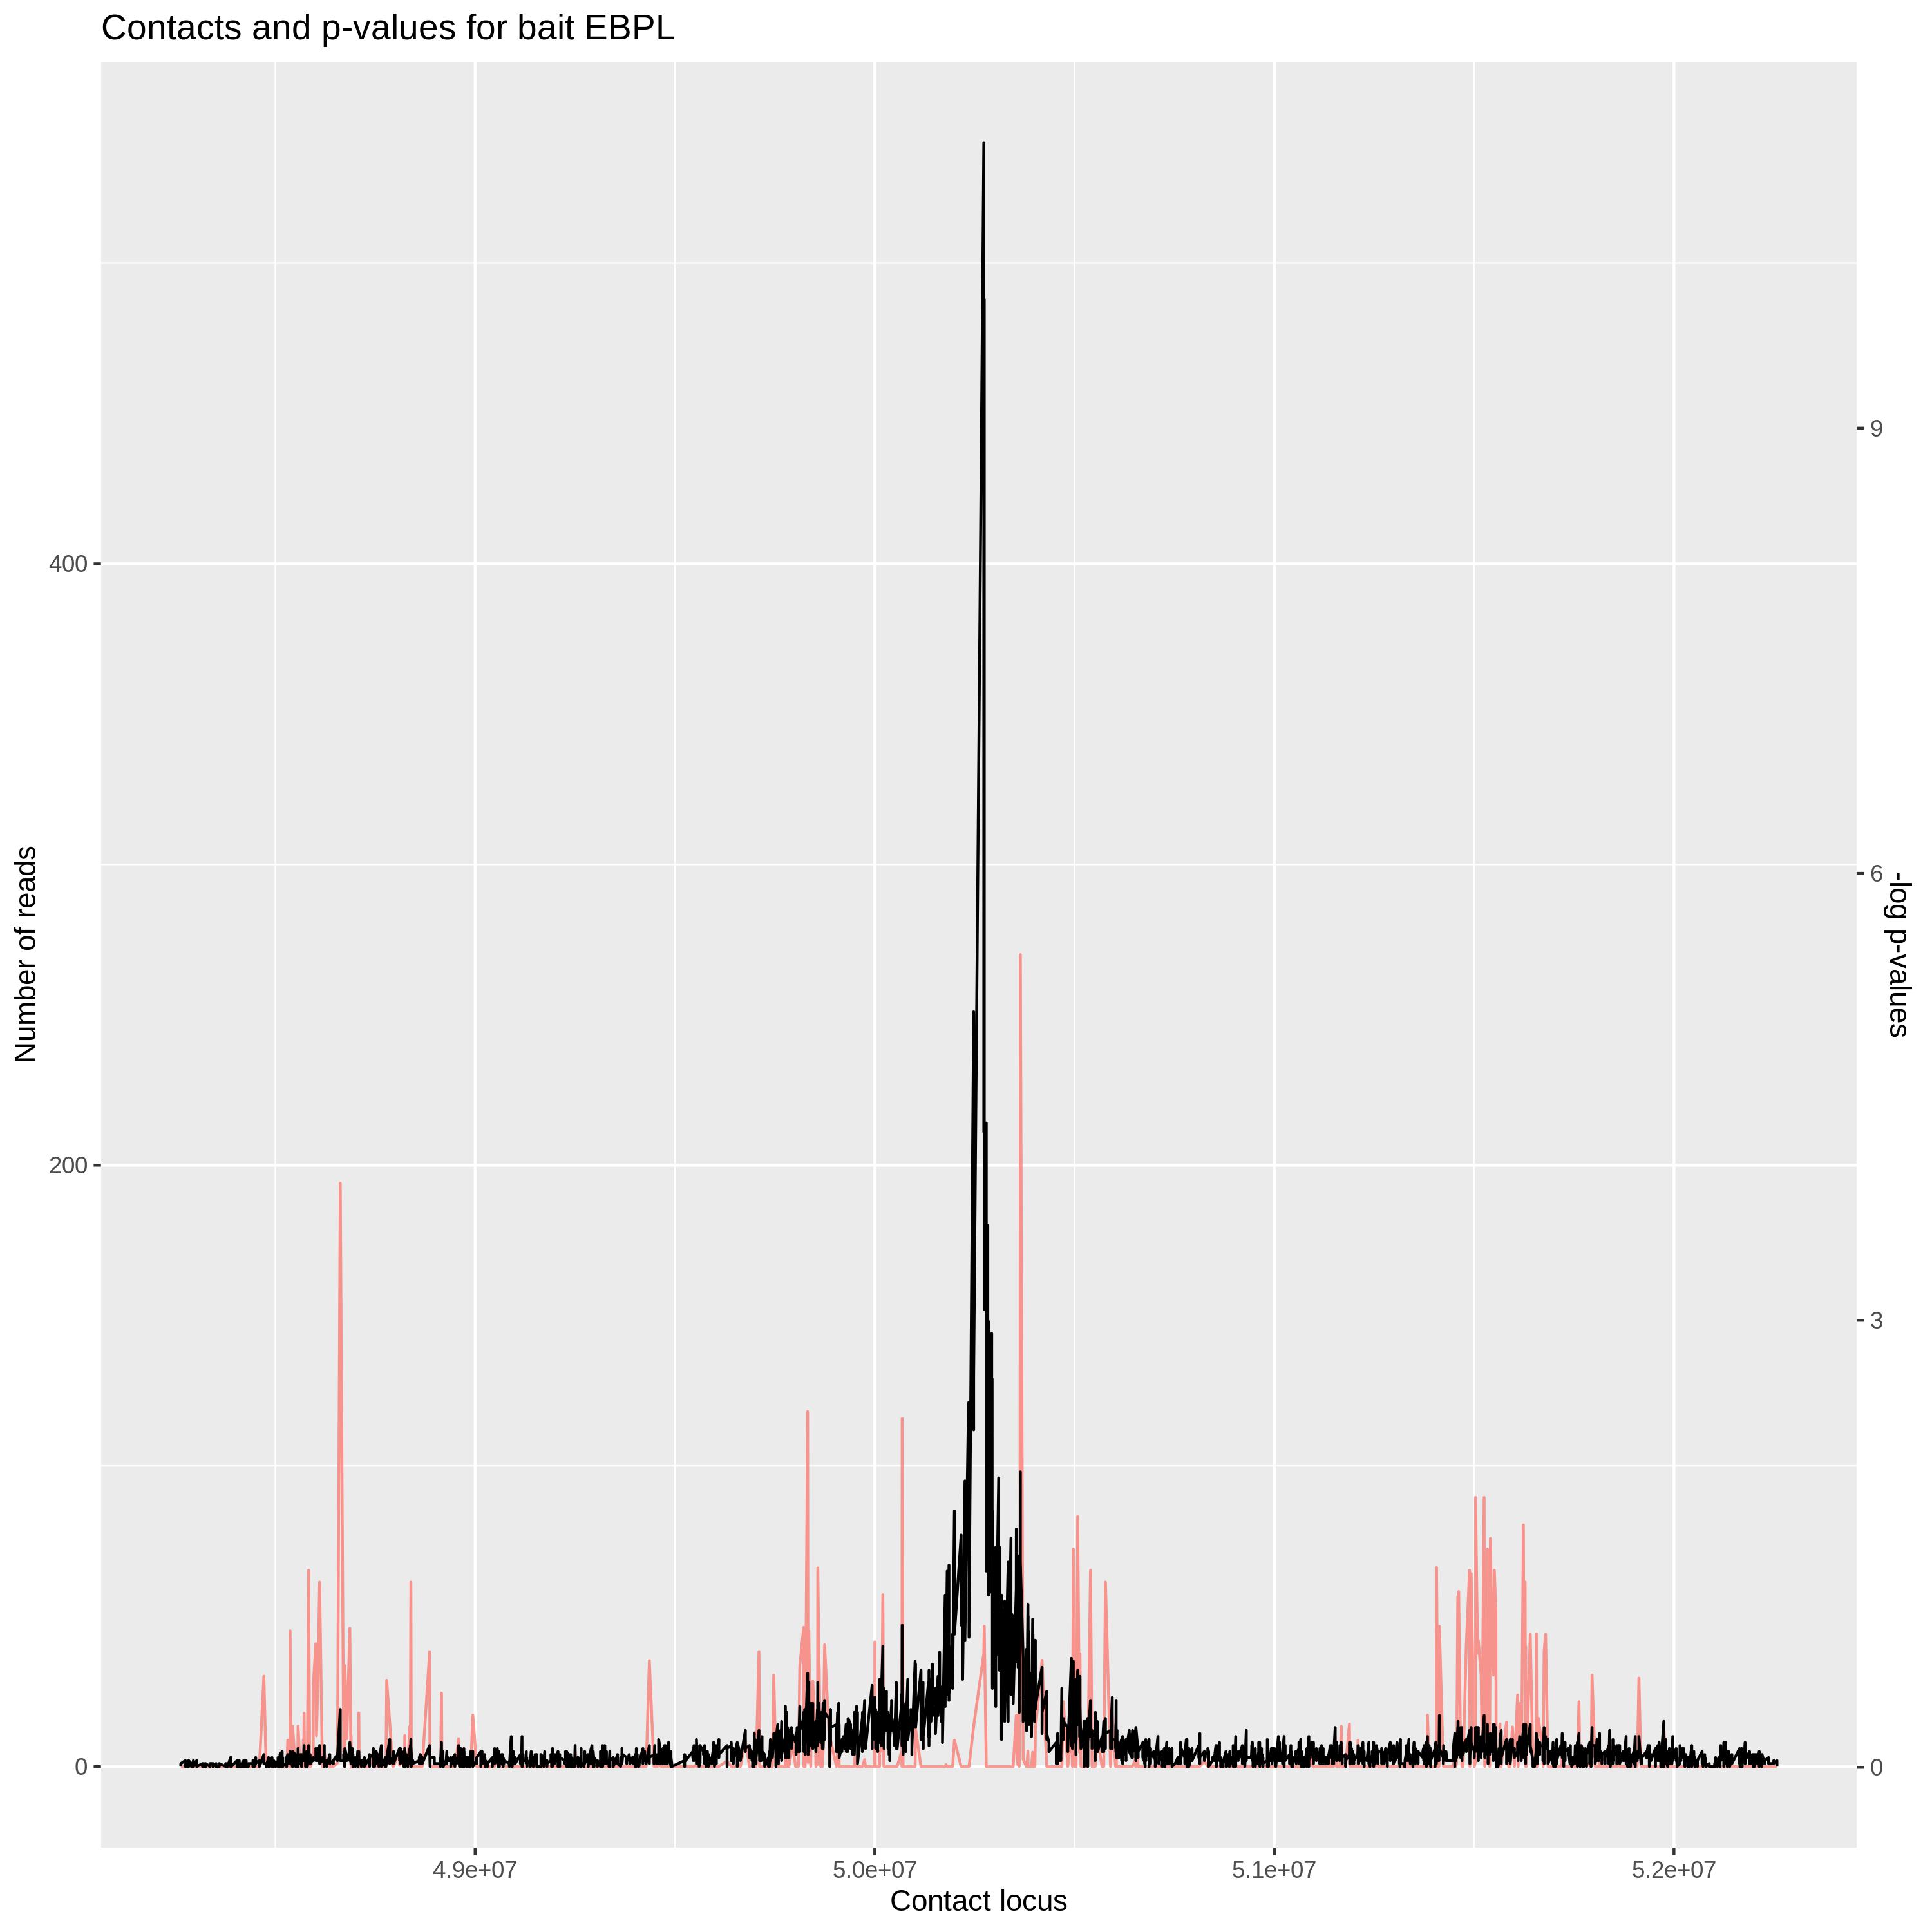 Contacts and p-values for bait EBPL
Number of reads
400
200
0
9
6
3
0
-log p-values
4.9e+07
5.0e+07
5.1e+07
5.2e+07
Contact locus